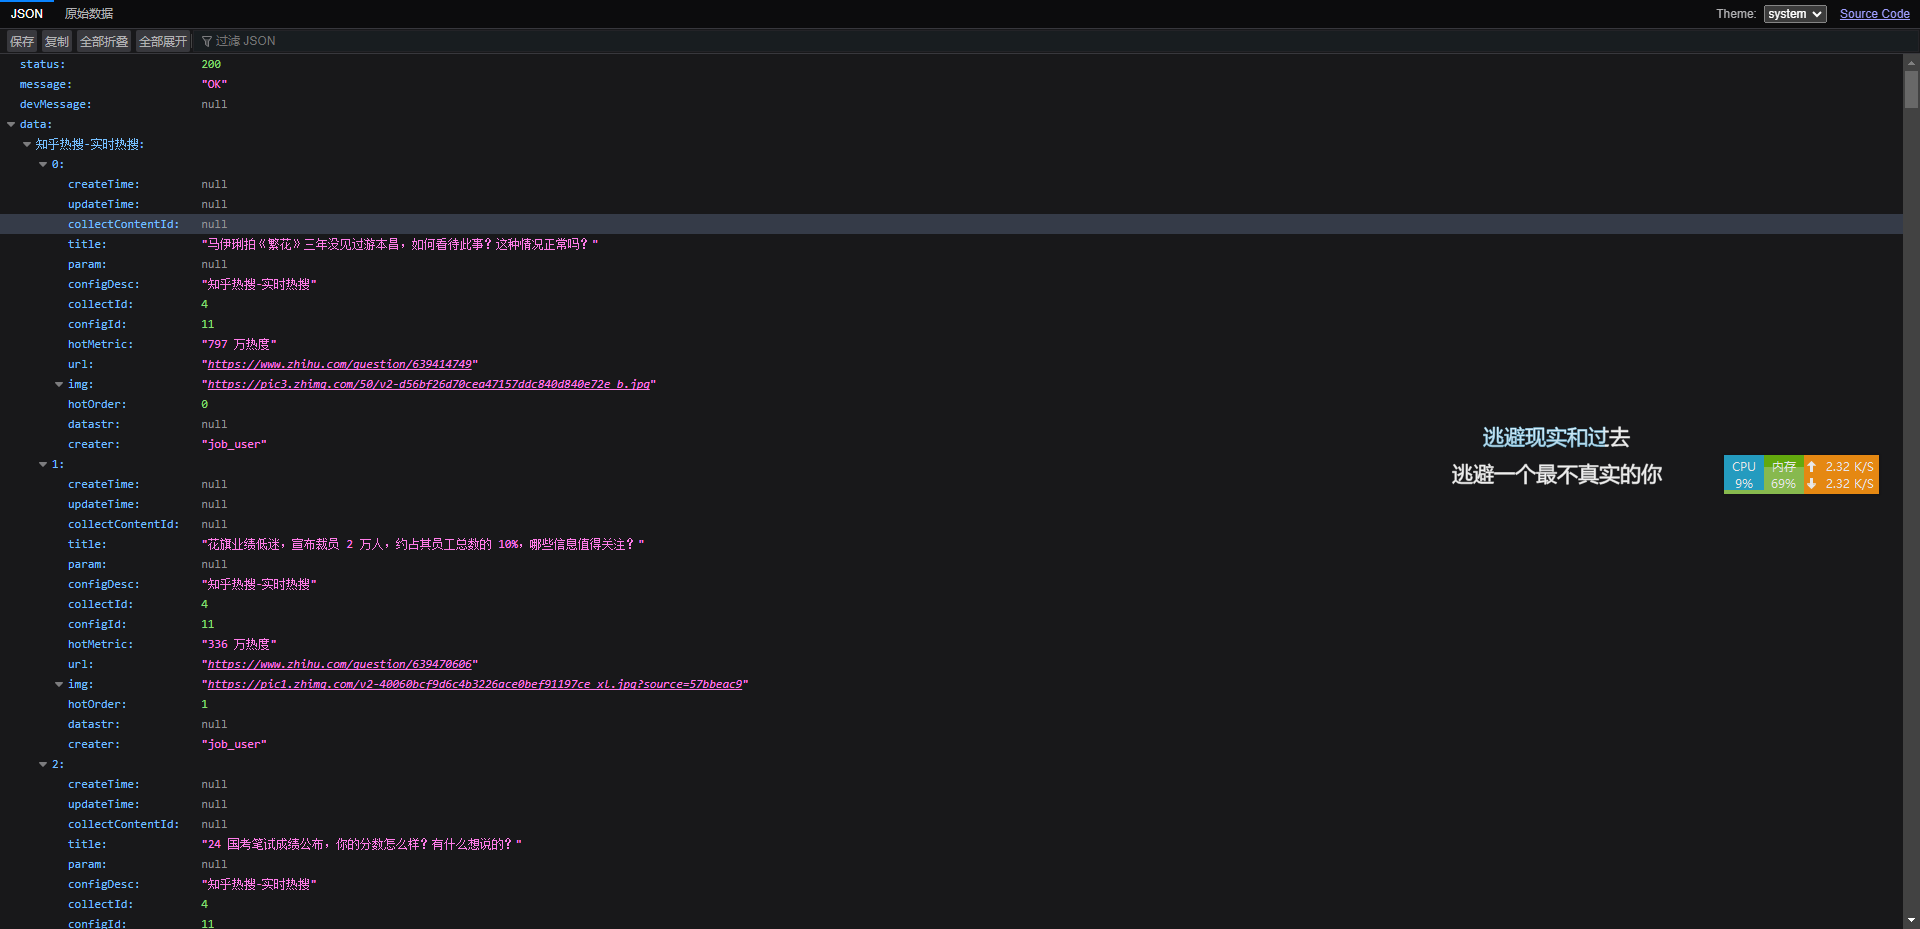 JSON 原始数据 Theme: system Source Code
保存 复制 全部折叠 全部展开 过滤 JSON
status: 200
message: "OK"
devMessage: null
data:
知乎热搜-实时热搜:
0:
createTime: null
updateTime: null
collectContentId: null
title: "马伊琍拍《繁花》三年没见过游本昌，如何看待此事？这种情况正常吗？"
param: null
configDesc: "知乎热搜-实时热搜"
collectId: 4
configId: 11
hotMetric: "797 万热度"
url: "https://www.zhihu.com/question/639414749"
img: "https://pic3.zhimg.com/50/v2-d56bf26d70cea47157ddc840d840e72e_b.jpg"
hotOrder: 0
datastr: null
creater: "job_user"
1:
createTime: null
updateTime: null
collectContentId: null
title: "花旗业绩低迷，宣布裁员 2 万人，约占其员工总数的 10%，哪些信息值得关注？"
param: null
configDesc: "知乎热搜-实时热搜"
collectId: 4
configId: 11
hotMetric: "336 万热度"
url: "https://www.zhihu.com/question/639470606"
img: "https://pic1.zhimg.com/v2-40060bcf9d6c4b3226ace0bef91197ce_xl.jpg?source=57bbeac9"
hotOrder: 1
datastr: null
creater: "job_user"
2:
createTime: null
updateTime: null
collectContentId: null
title: "24 国考笔试成绩公布，你的分数怎么样？有什么想说的？"
param: null
configDesc: "知乎热搜-实时热搜"
collectId: 4
configId: 11
逃避现实和过去
逃避一个最不真实的你
CPU 内存 2.32 K/S
9% 69% 2.32 K/S